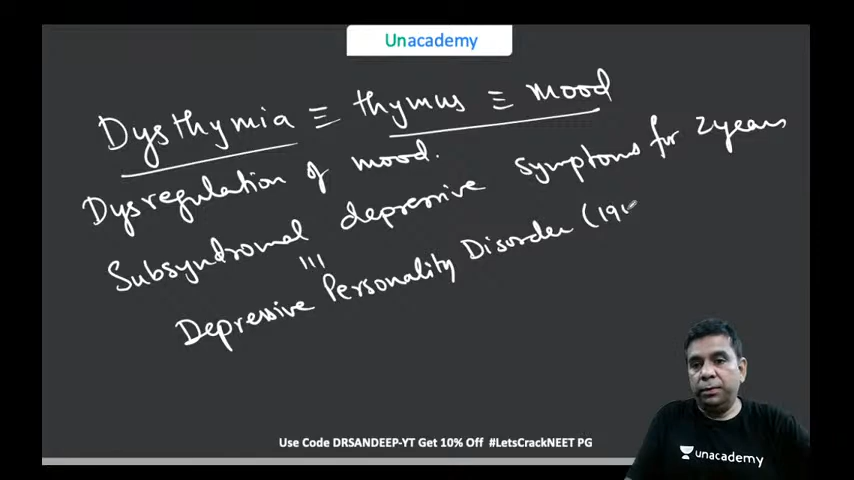 Unacademy
Dysthymia ≡ thymus ≡ mood
Dysregulation of mood.
Subsyndromal depressive symptoms for 2 years
Depressive Personality Disorder (19
Use Code DRSANDEEP-YT Get 10% Off #LetsCrackNEET PG
unacademy